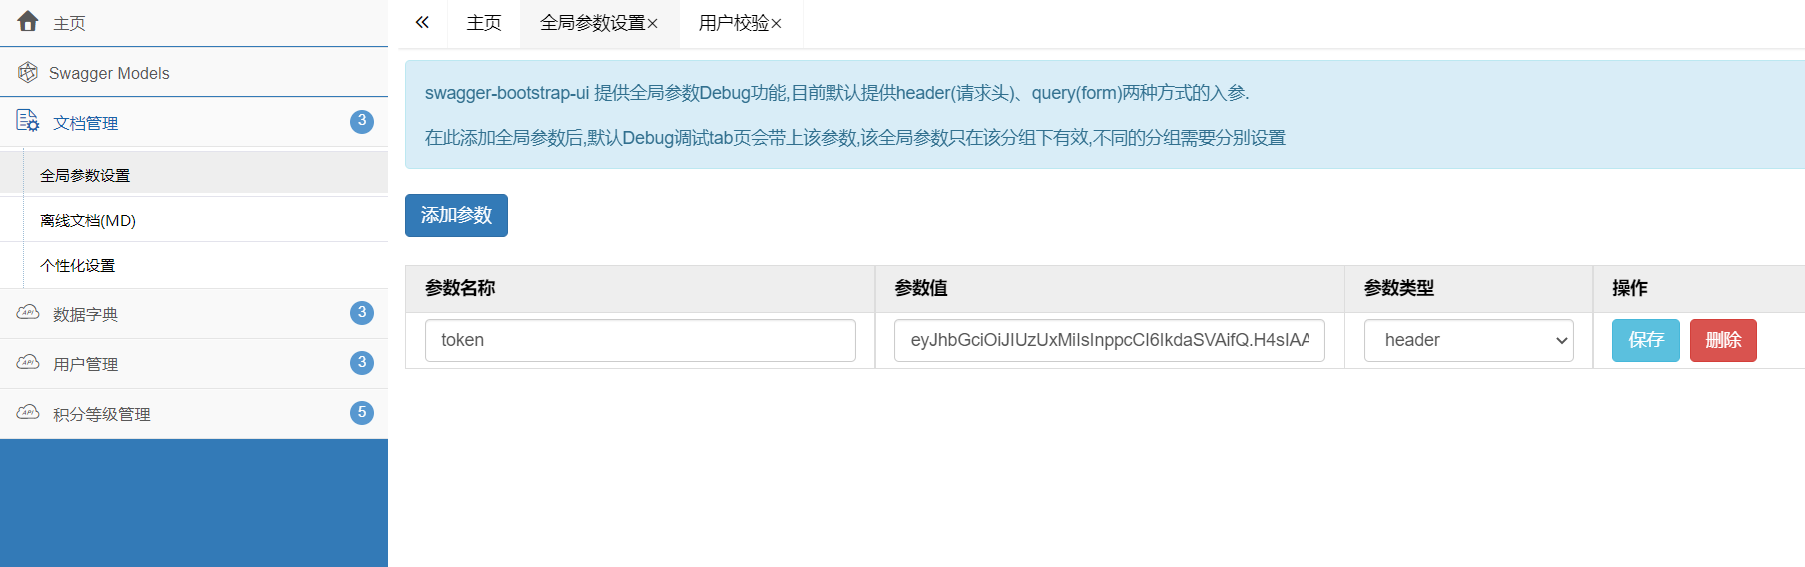 主页
Swagger Models
文档管理 3
全局参数设置
离线文档(MD)
个性化设置
API 数据字典 3
API 用户管理 3
API 积分等级管理 5
主页 全局参数设置× 用户校验×
swagger-bootstrap-ui 提供全局参数Debug功能,目前默认提供header(请求头)、query(form)两种方式的入参.
在此添加全局参数后,默认Debug调试tab页会带上该参数,该全局参数只在该分组下有效,不同的分组需要分别设置
添加参数
参数名称 参数值 参数类型 操作
token eyJhbGciOiJIUzUxMiIsInppcCI6IkdaSVAifQ.H4sIAA header 保存 删除